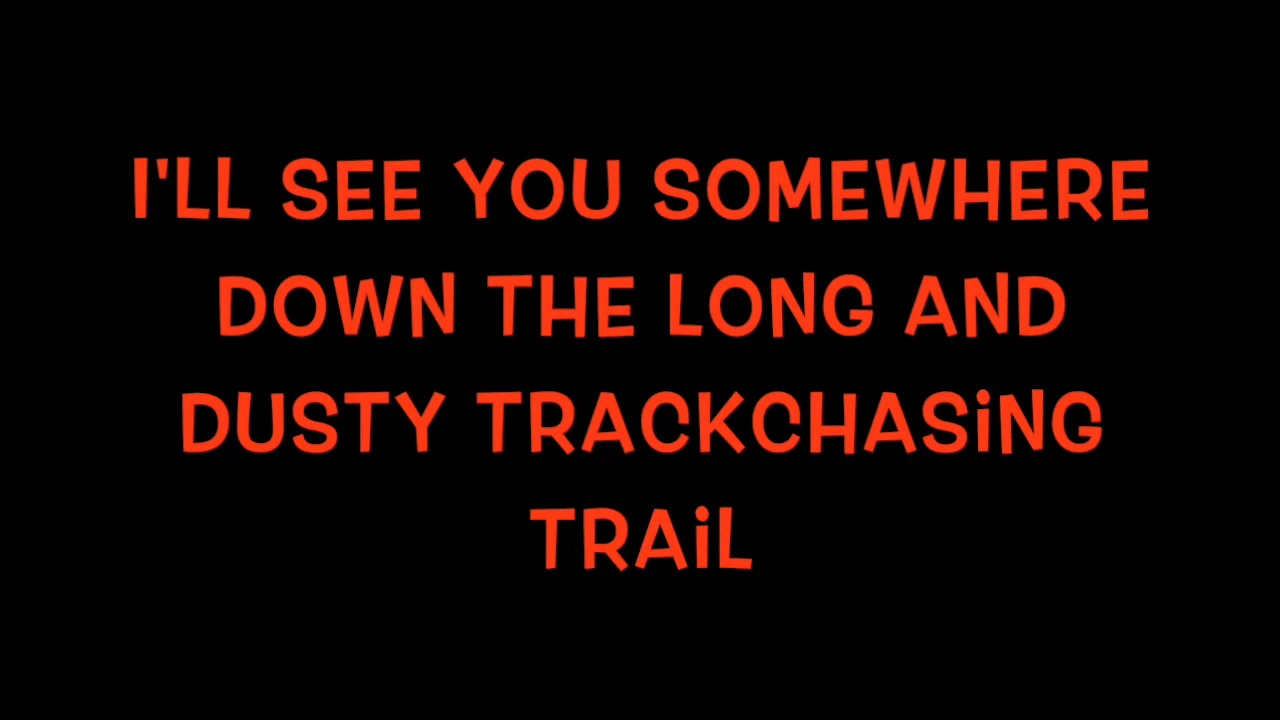 I'LL SEE YOU SOMEWHERE
DOWN THE LONG AND
DUSTY TRACKCHASiNG
TRAiL